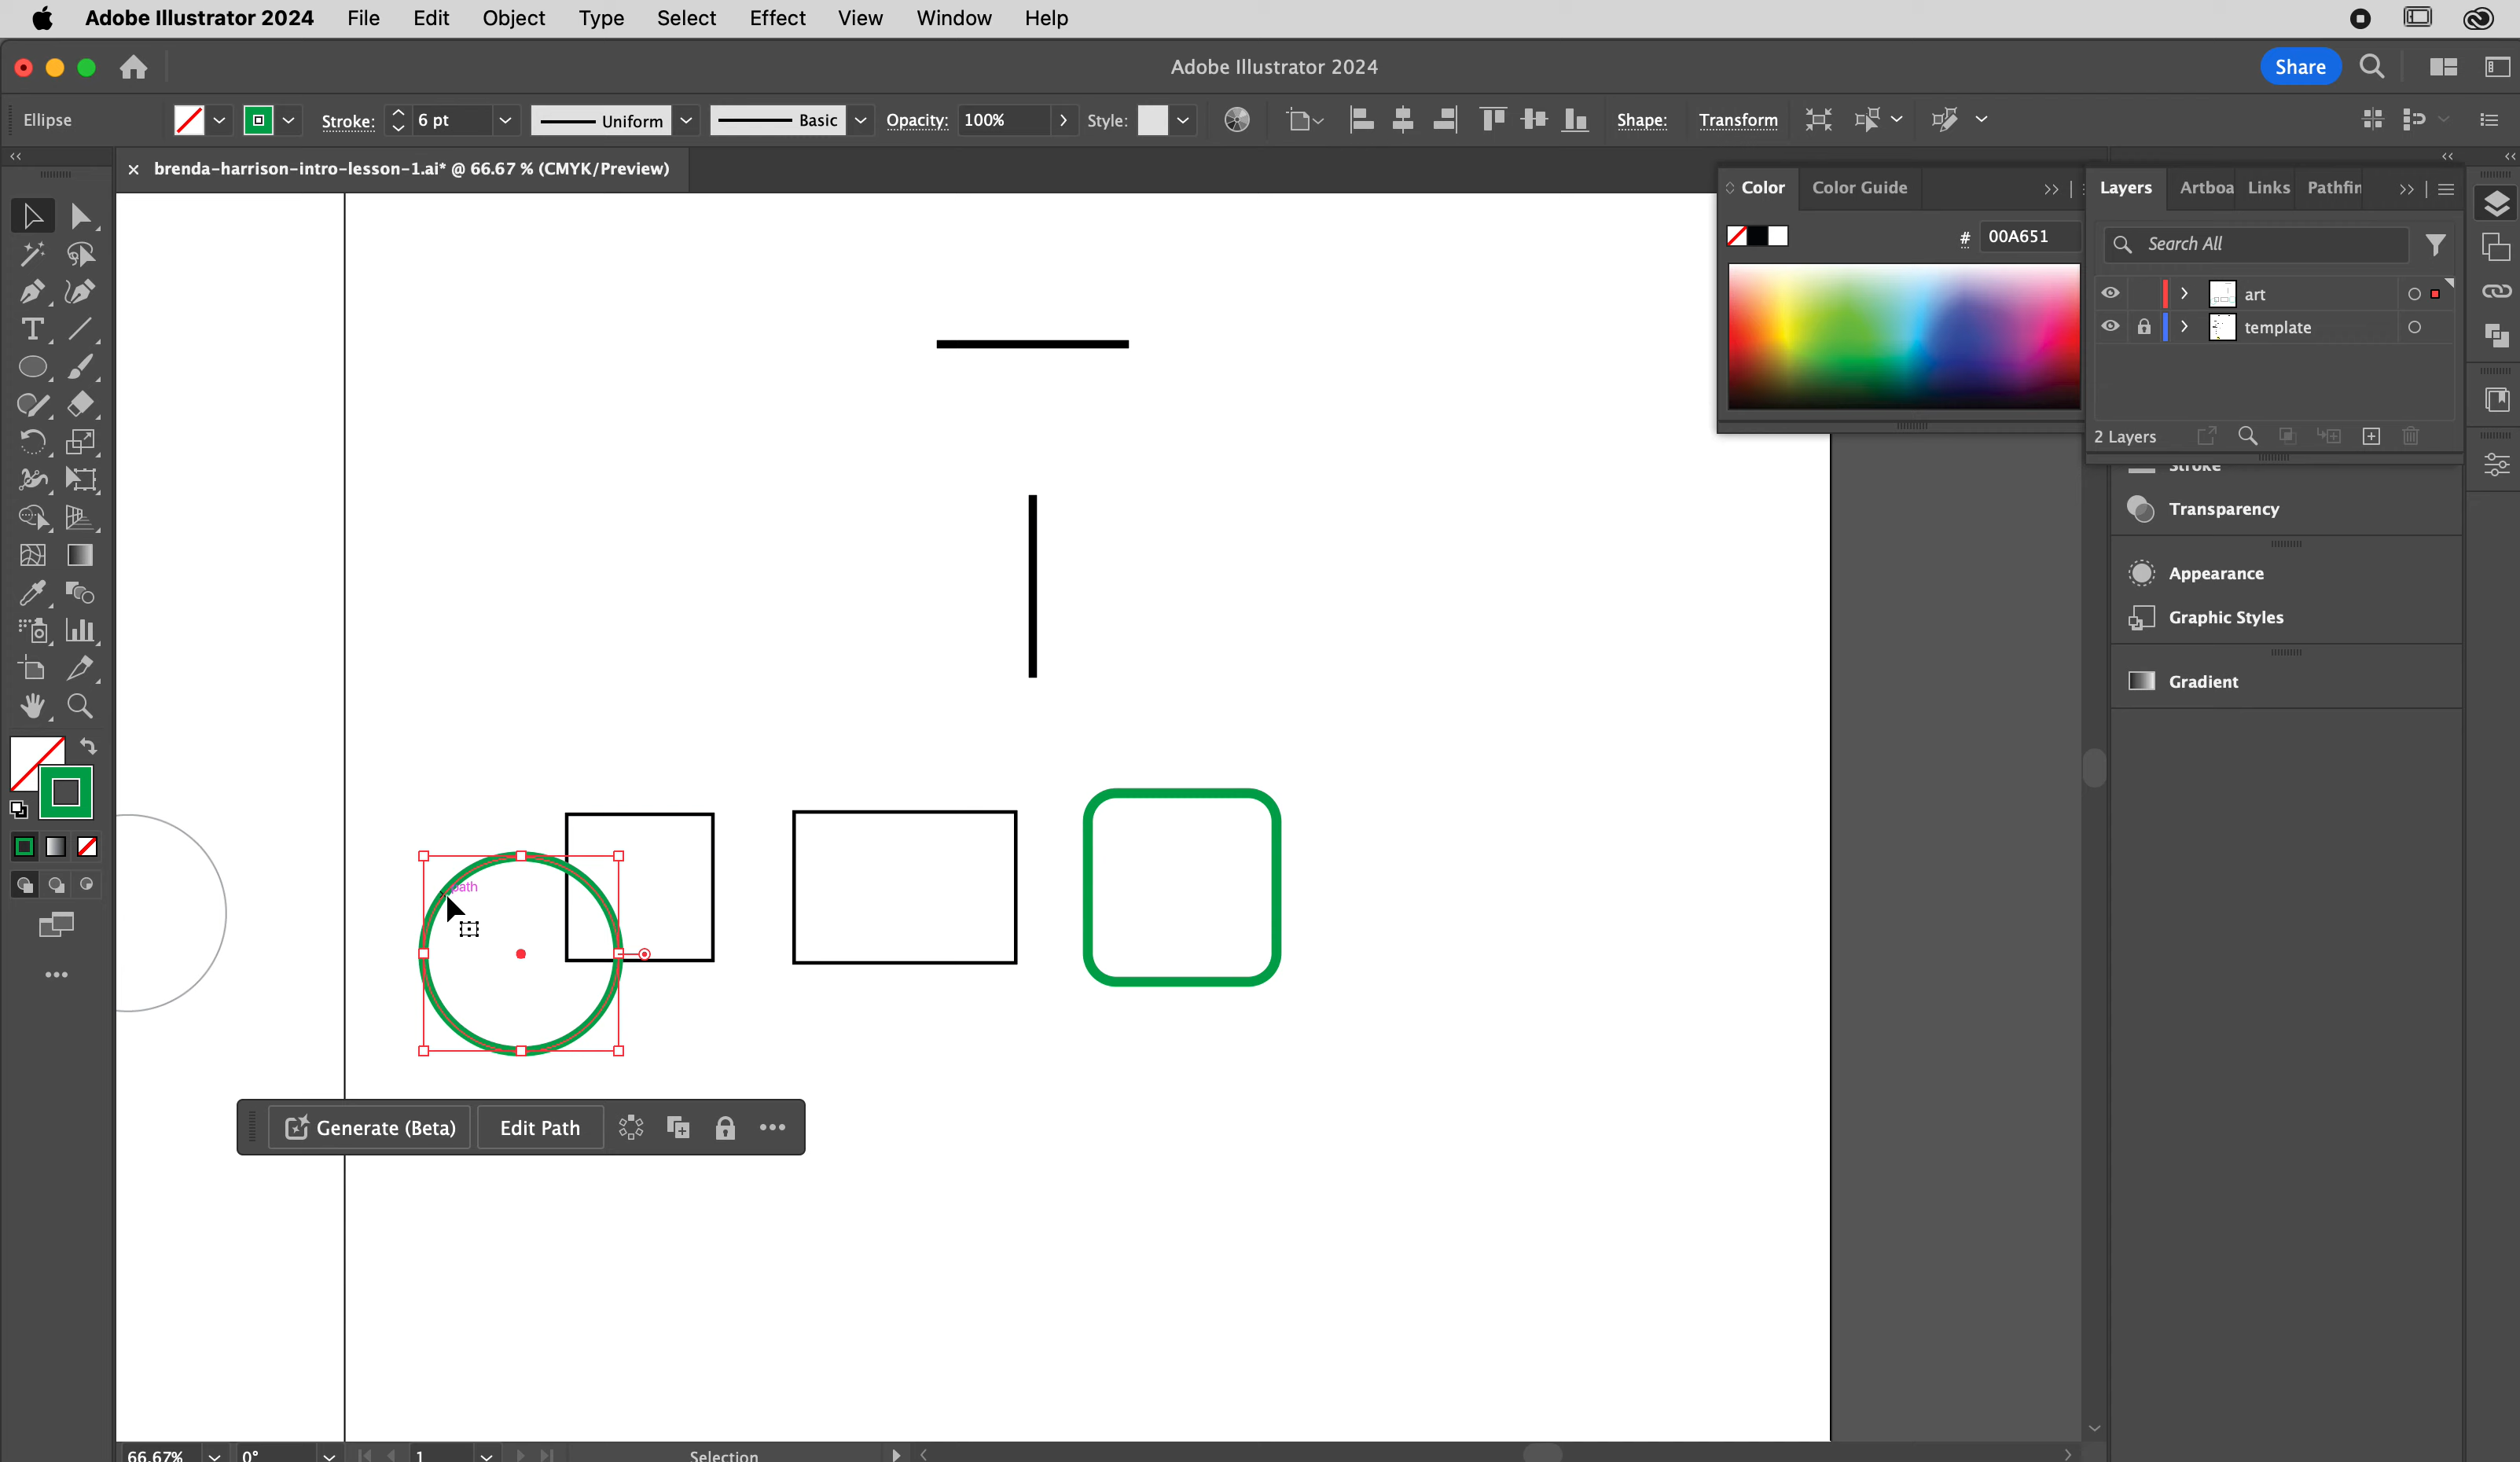 Adobe Illustrator 2024 File Edit Object Type Select Effect View Window Help
Adobe Illustrator 2024
Share
Ellipse Stroke: 6 pt Uniform Basic Opacity: 100% Style: Shape: Transform
× brenda-harrison-intro-lesson-1.ai* @ 66.67 % (CMYK/Preview)
Color Color Guide
# 00A651
Layers Artboa Links Pathfin
Search All
art
template
2 Layers
Stroke
Transparency
Appearance
Graphic Styles
Gradient
path
Generate (Beta) Edit Path
66.67% 0° 1 Selection